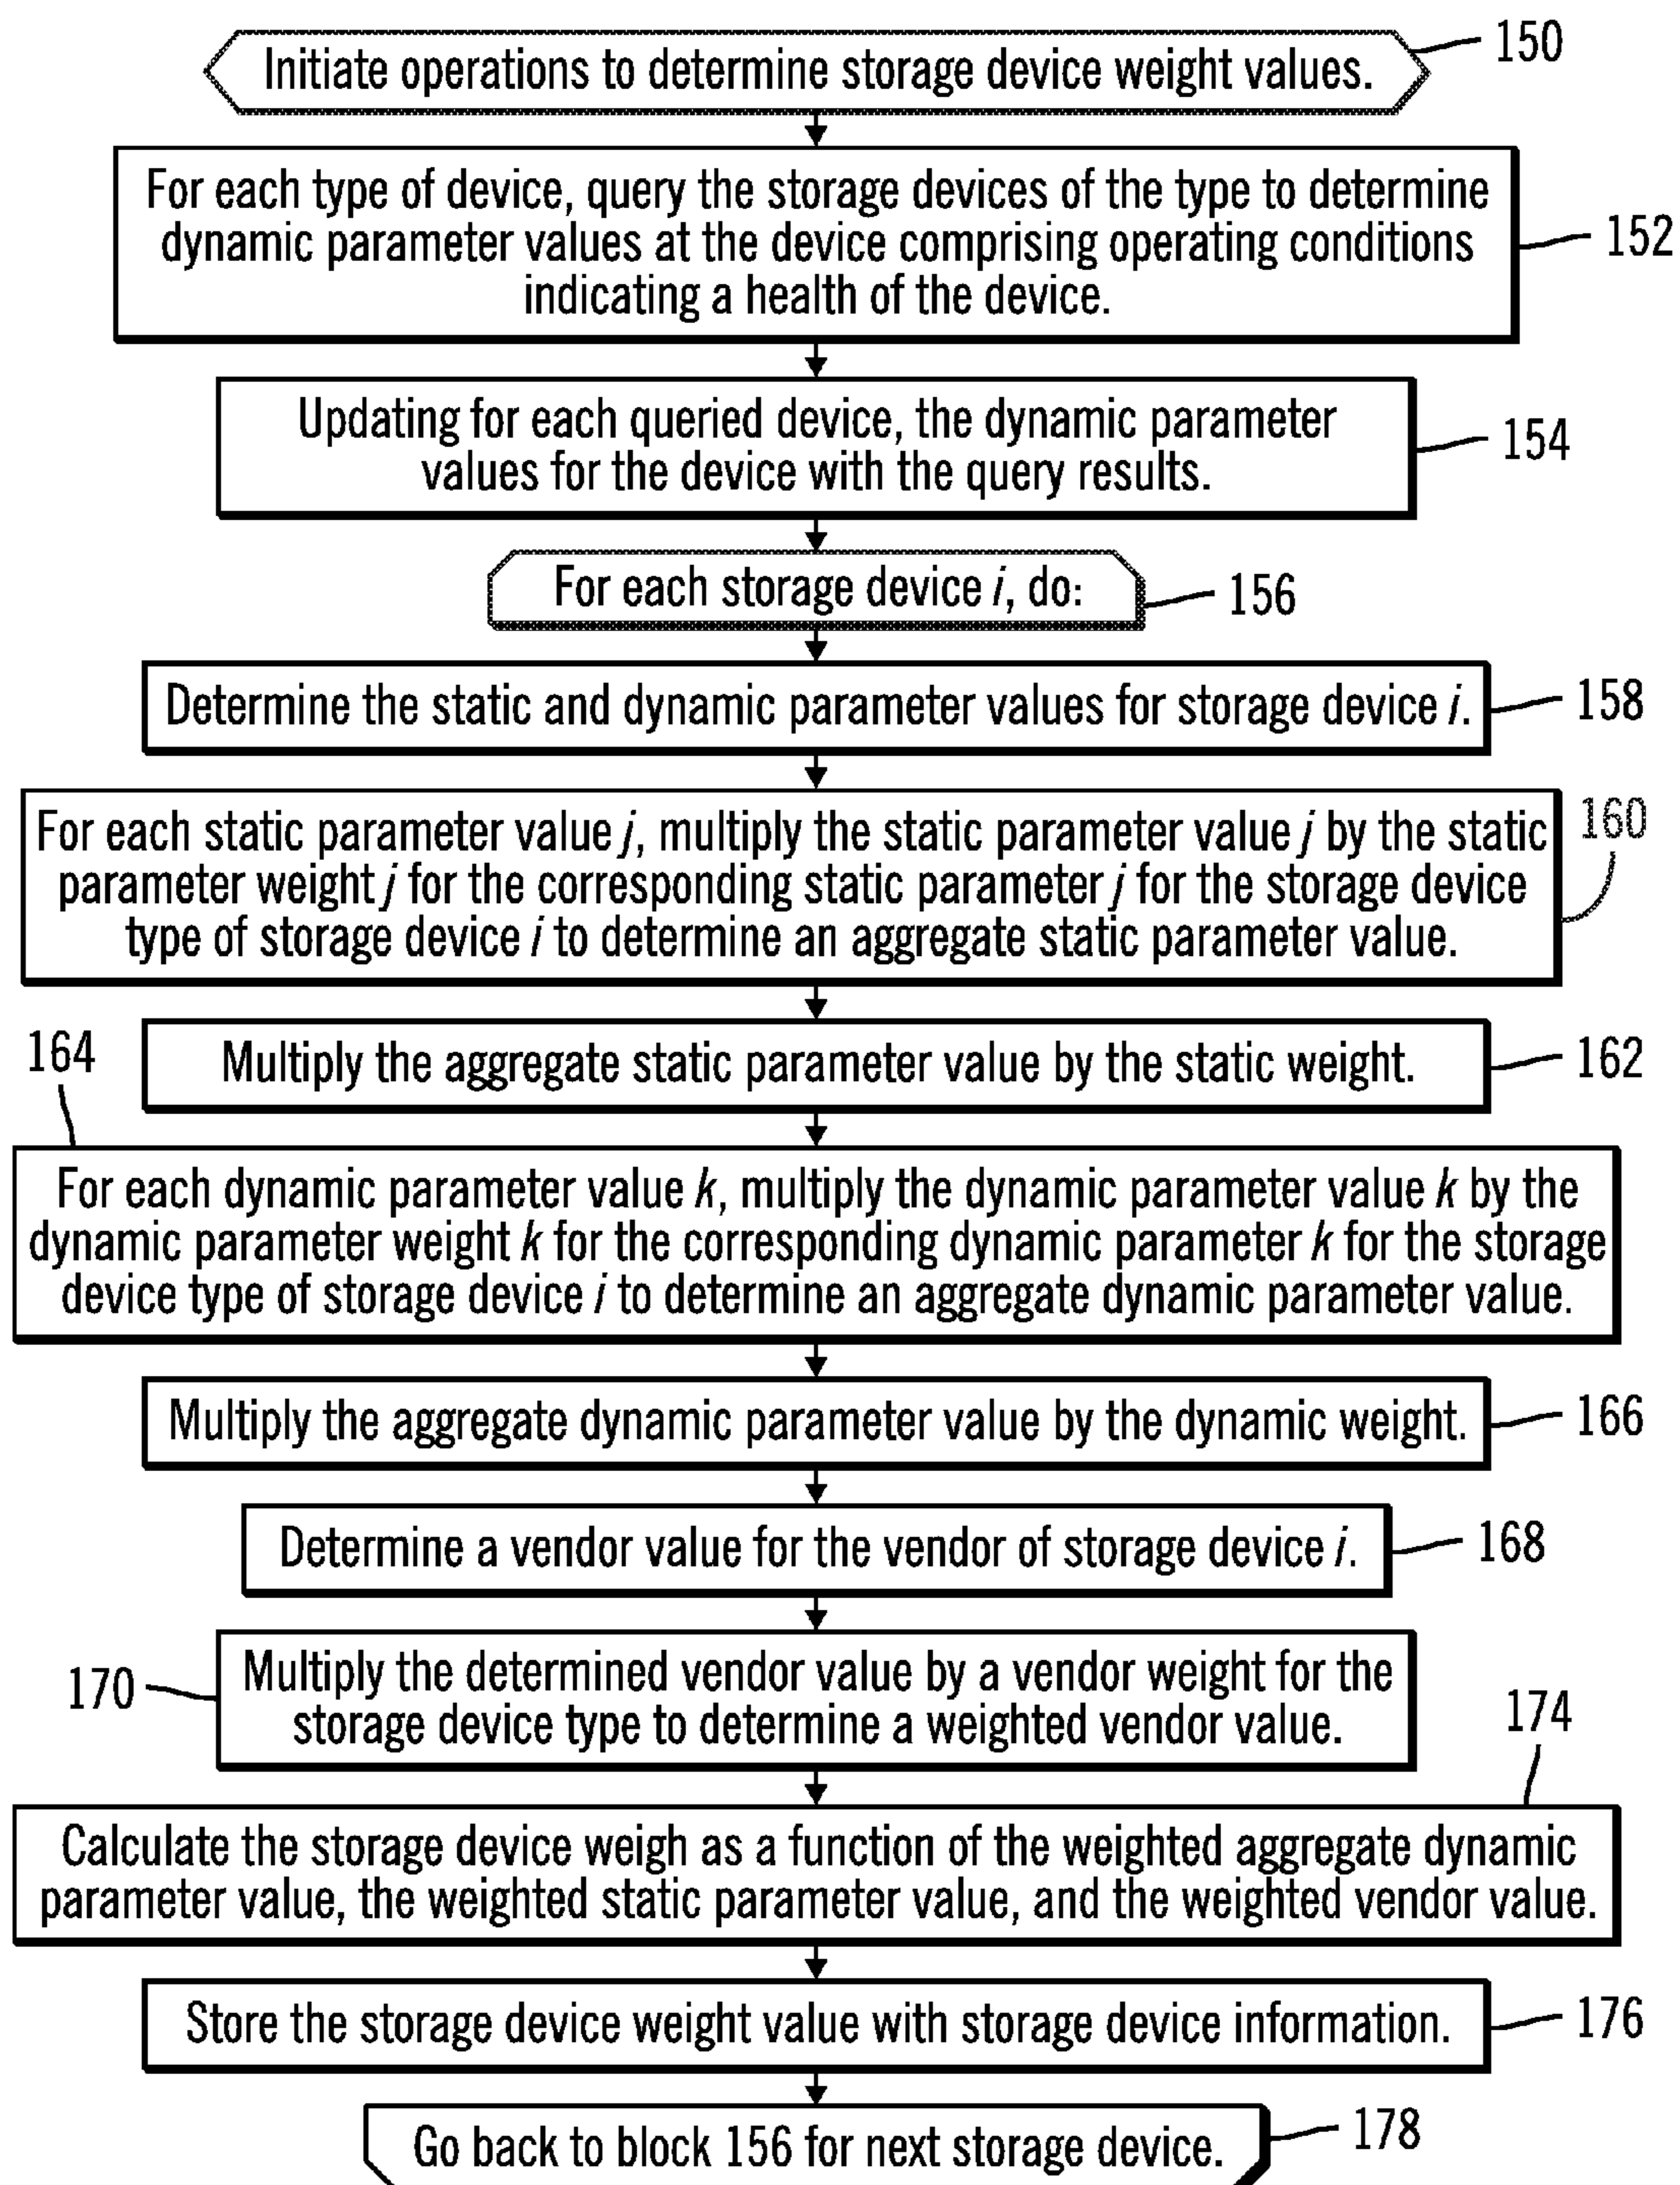 Initiate operations to determine storage device weight values.
150
For each type of device, query the storage devices of the type to determine
dynamic parameter values at the device comprising operating conditions
indicating a health of the device.
152
Updating for each queried device, the dynamic parameter
values for the device with the query results.
154
For each storage device i, do:
156
Determine the static and dynamic parameter values for storage device i.
158
For each static parameter value j, multiply the static parameter value j by the static
parameter weight j for the corresponding static parameter j for the storage device
type of storage device i to determine an aggregate static parameter value.
160
Multiply the aggregate static parameter value by the static weight.
162
164
For each dynamic parameter value k, multiply the dynamic parameter value k by the
dynamic parameter weight k for the corresponding dynamic parameter k for the storage
device type of storage device i to determine an aggregate dynamic parameter value.
Multiply the aggregate dynamic parameter value by the dynamic weight.
166
Determine a vendor value for the vendor of storage device i.
168
170
Multiply the determined vendor value by a vendor weight for the
storage device type to determine a weighted vendor value.
174
Calculate the storage device weigh as a function of the weighted aggregate dynamic
parameter value, the weighted static parameter value, and the weighted vendor value.
Store the storage device weight value with storage device information.
176
Go back to block 156 for next storage device.
178